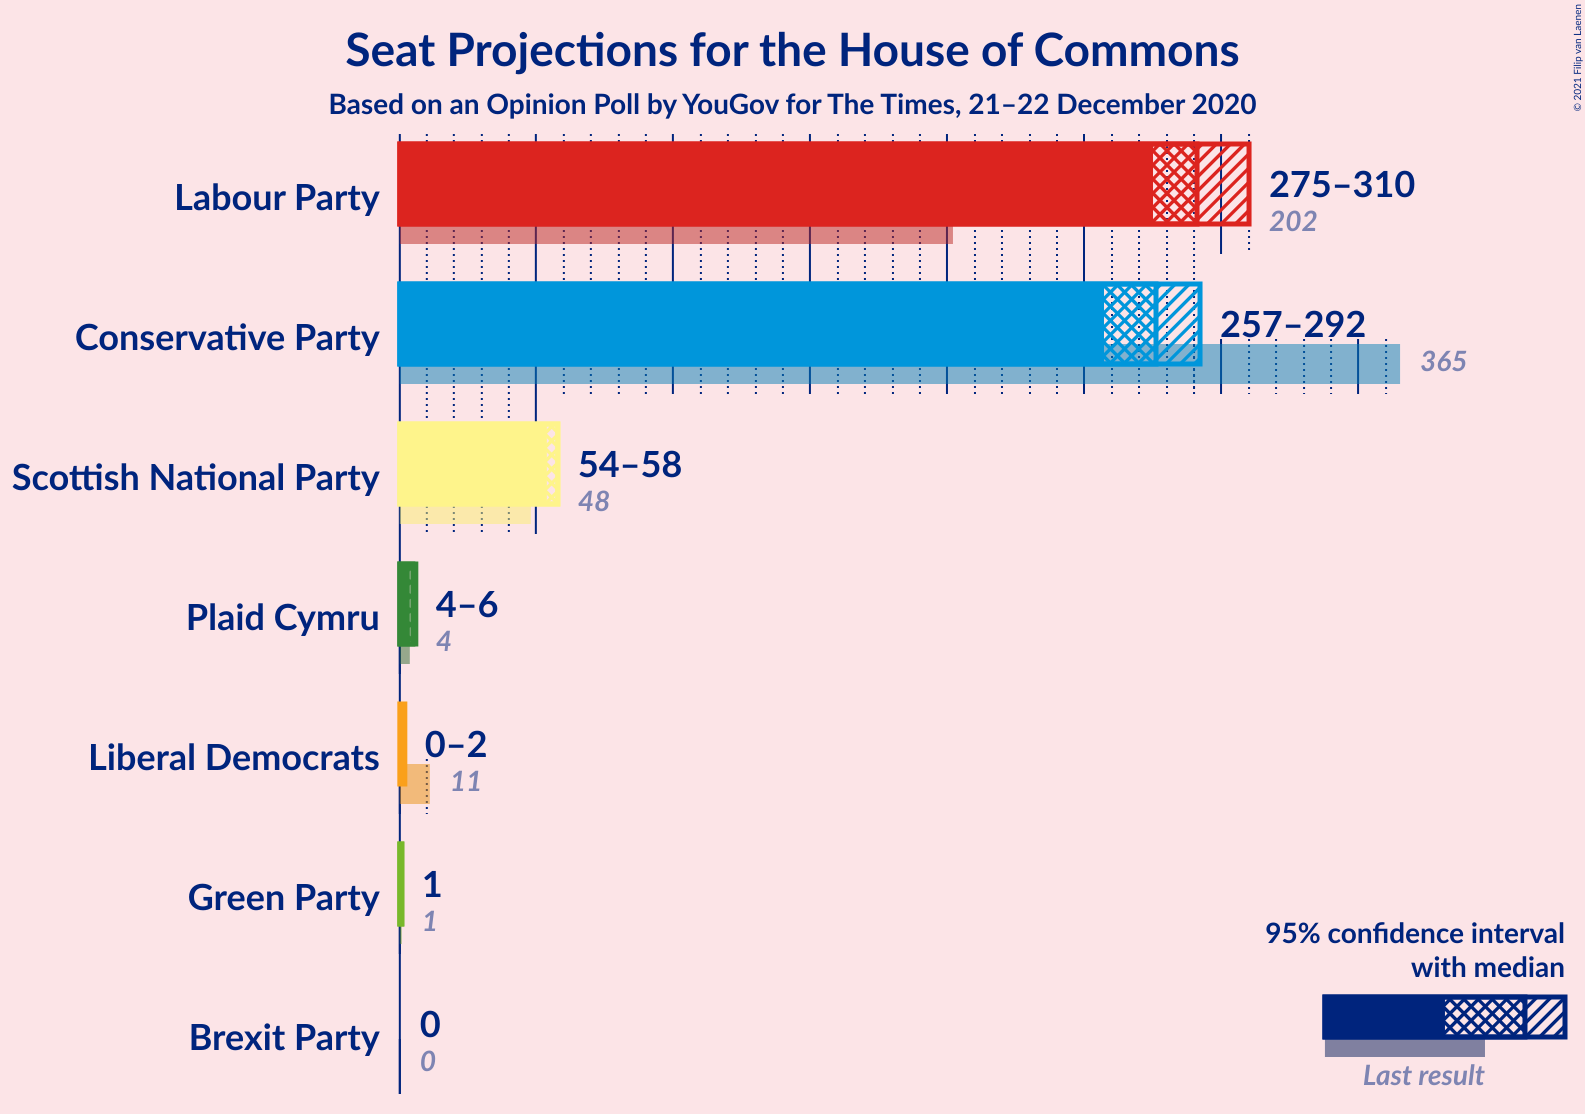 Seat Projections for the House of Commons
Based on an Opinion Poll by YouGov for The Times, 21–22 December 2020
© 2021 Filip van Laenen
Labour Party
275–310
202
Conservative Party
257–292
365
Scottish National Party
54–58
48
Plaid Cymru
4–6
4
Liberal Democrats
0–2
11
Green Party
1
1
Brexit Party
0
0
95% confidence interval
with median
Last result